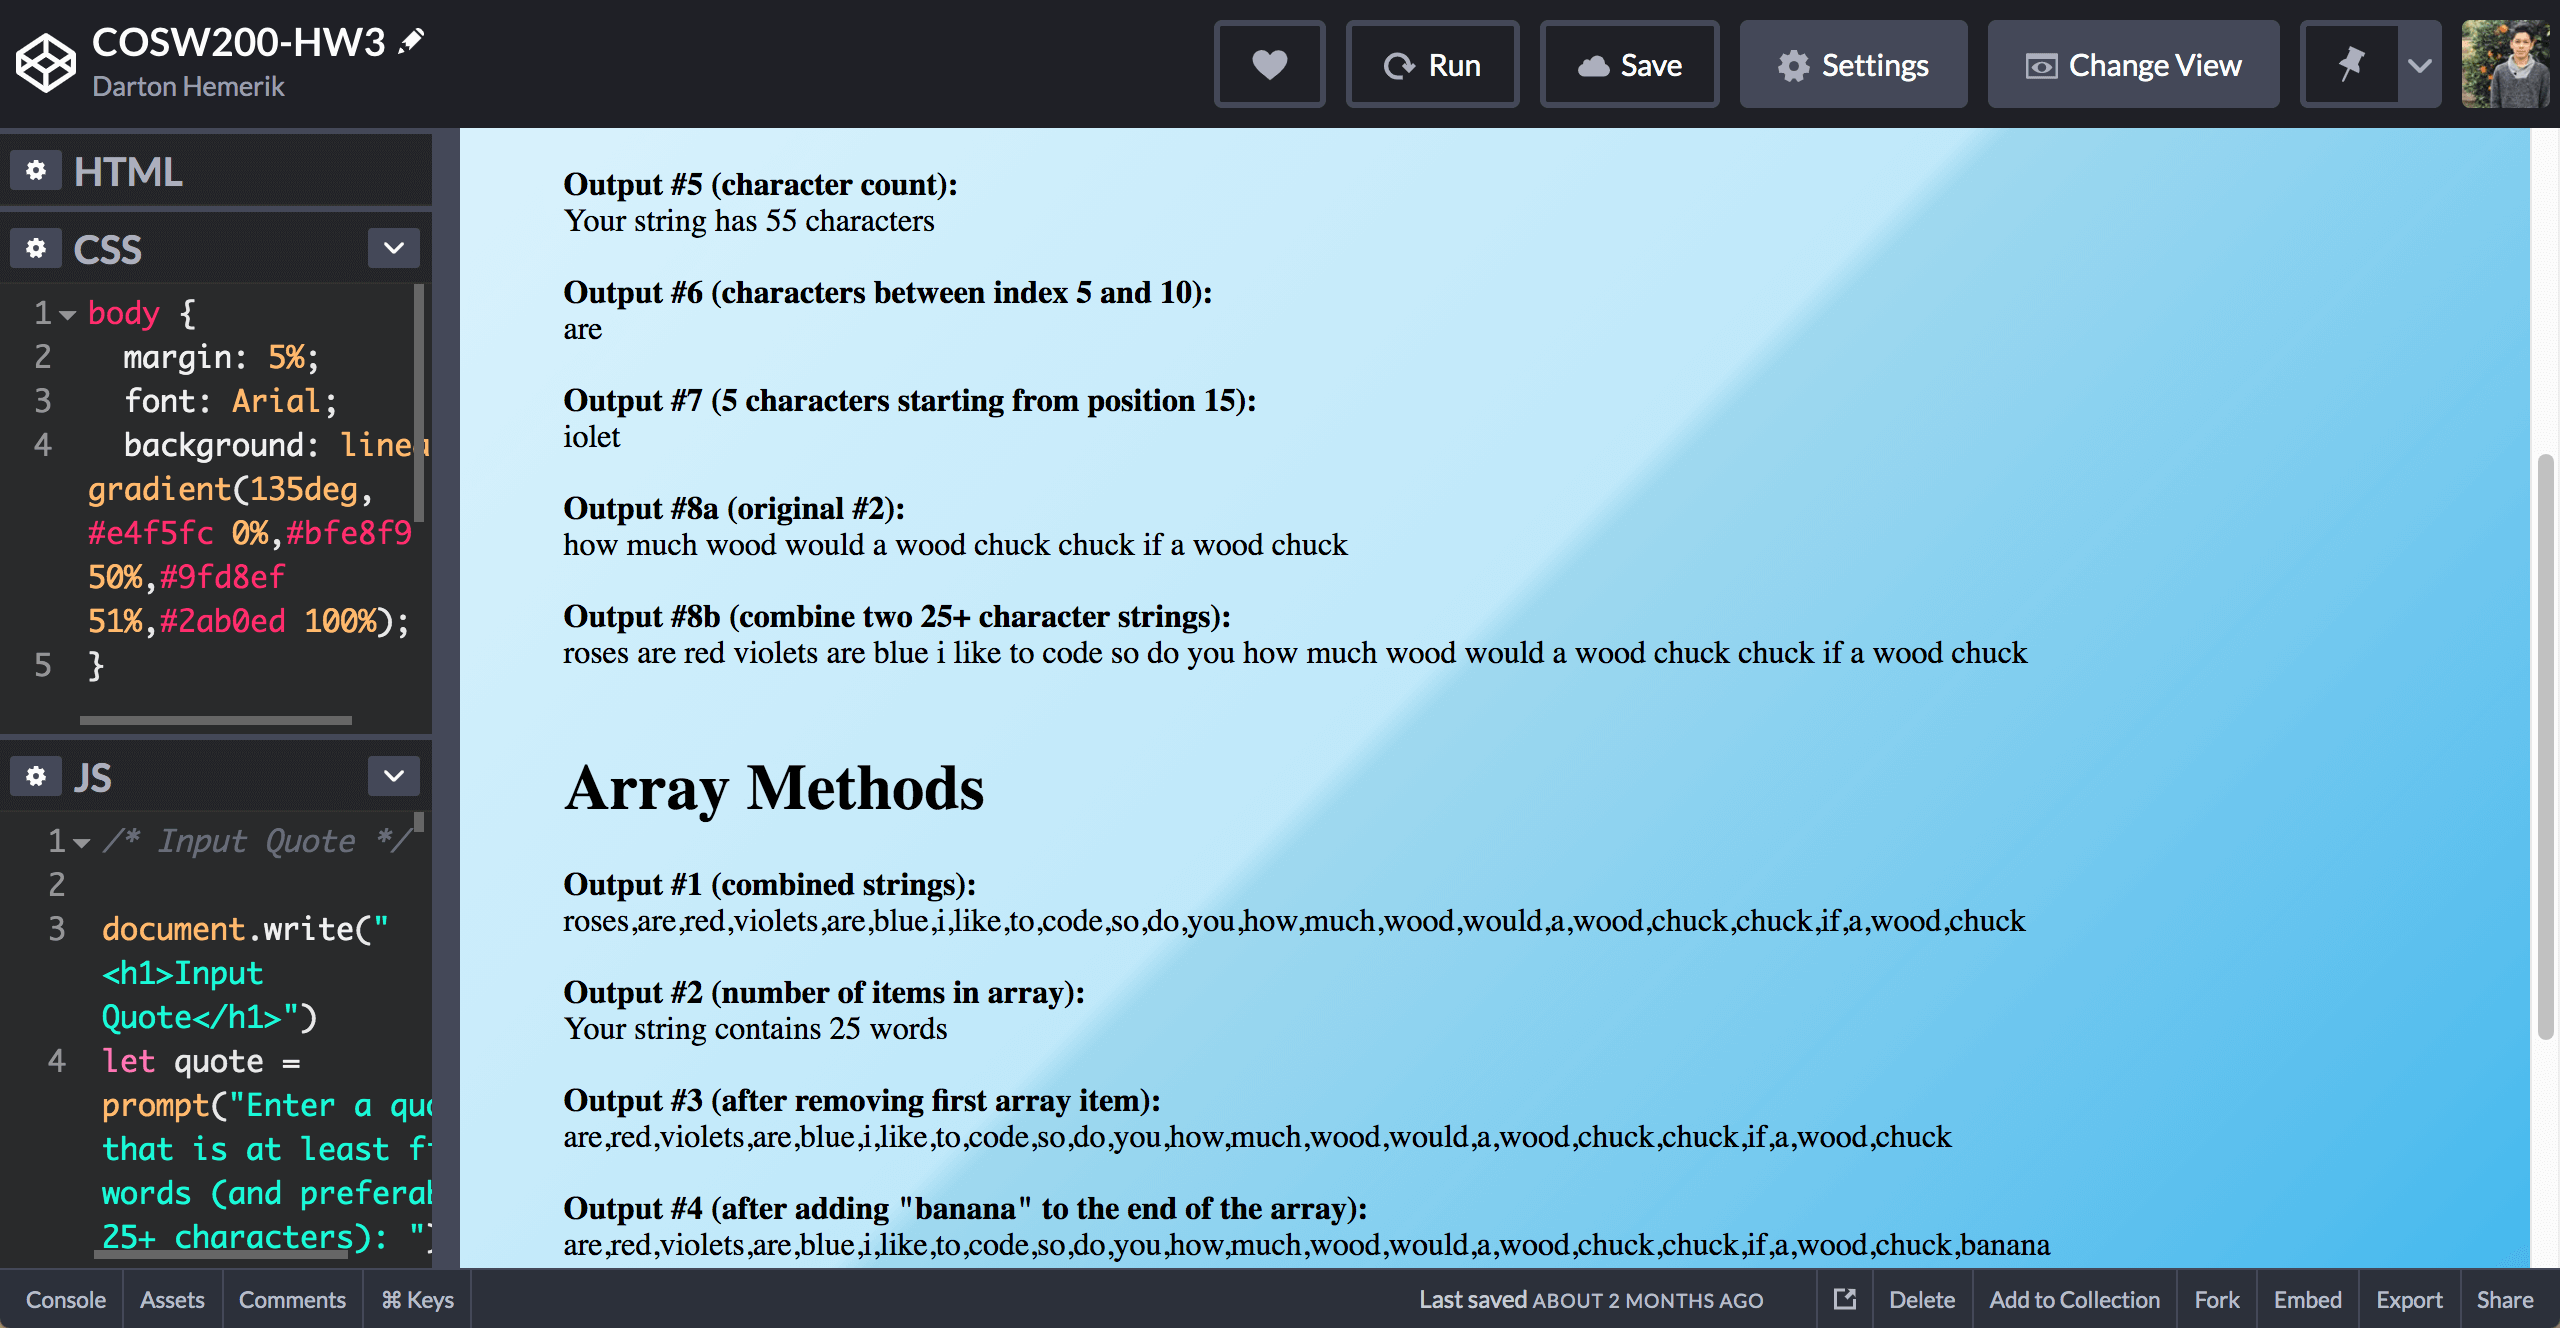 COSW200-HW3
Darton Hemerik
Run
Save
Settings
Change View
HTML
CSS
1 body {
2 margin: 5%;
3 font: Arial;
4 background: linea
gradient(135deg,
#e4f5fc 0%,#bfe8f9
50%,#9fd8ef
51%,#2ab0ed 100%);
5 }
JS
1 /* Input Quote */
2
3 document.write("
<h1>Input
Quote</h1>")
4 let quote =
prompt("Enter a quo
that is at least fi
words (and preferab
25+ characters): ")
Output #5 (character count):
Your string has 55 characters
Output #6 (characters between index 5 and 10):
are
Output #7 (5 characters starting from position 15):
iolet
Output #8a (original #2):
how much wood would a wood chuck chuck if a wood chuck
Output #8b (combine two 25+ character strings):
roses are red violets are blue i like to code so do you how much wood would a wood chuck chuck if a wood chuck
Array Methods
Output #1 (combined strings):
roses,are,red,violets,are,blue,i,like,to,code,so,do,you,how,much,wood,would,a,wood,chuck,chuck,if,a,wood,chuck
Output #2 (number of items in array):
Your string contains 25 words
Output #3 (after removing first array item):
are,red,violets,are,blue,i,like,to,code,so,do,you,how,much,wood,would,a,wood,chuck,chuck,if,a,wood,chuck
Output #4 (after adding "banana" to the end of the array):
are,red,violets,are,blue,i,like,to,code,so,do,you,how,much,wood,would,a,wood,chuck,chuck,if,a,wood,chuck,banana
Console
Assets
Comments
⌘ Keys
Last saved ABOUT 2 MONTHS AGO
Delete
Add to Collection
Fork
Embed
Export
Share